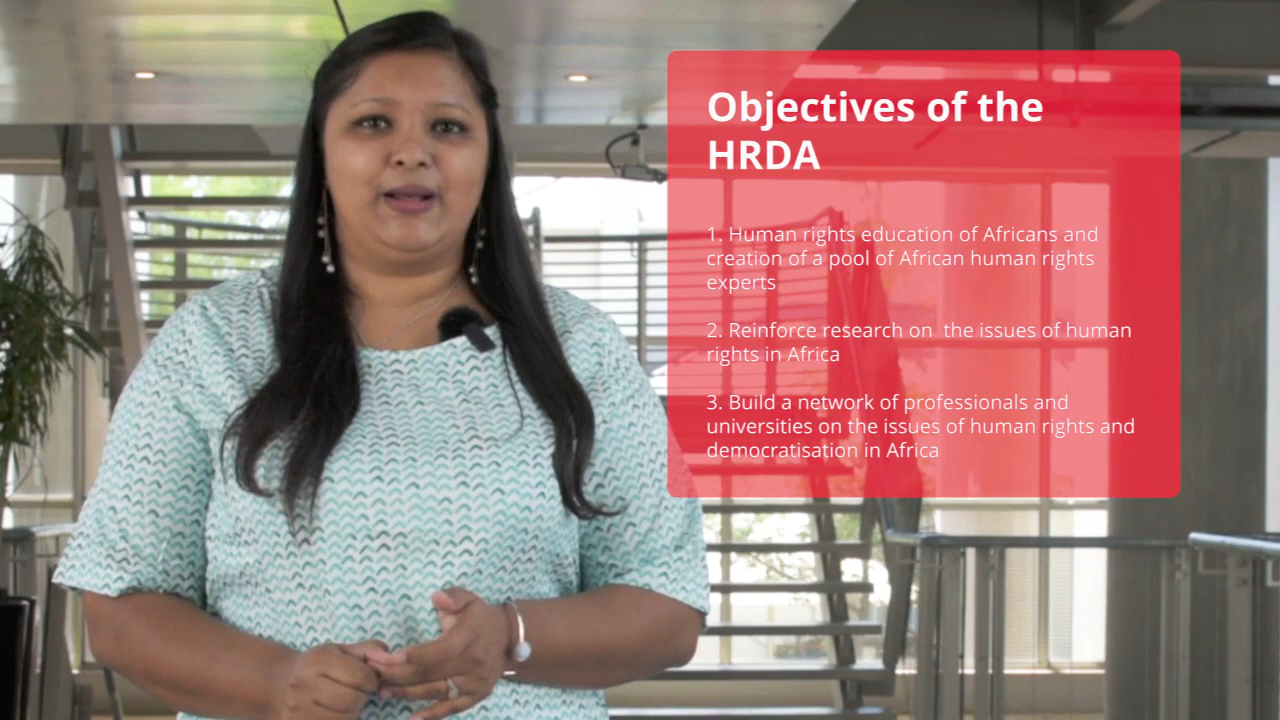 Objectives of the
HRDA
1. Human rights education of Africans and
creation of a pool of African human rights
experts
2. Reinforce research on  the issues of human
rights in Africa
3. Build a network of professionals and
universities on the issues of human rights and
democratisation in Africa